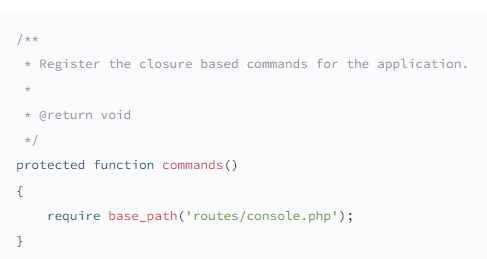 /**
 * Register the closure based commands for the application.
 *
 * @return void
 */
protected function commands()
{
    require base_path('routes/console.php');
}